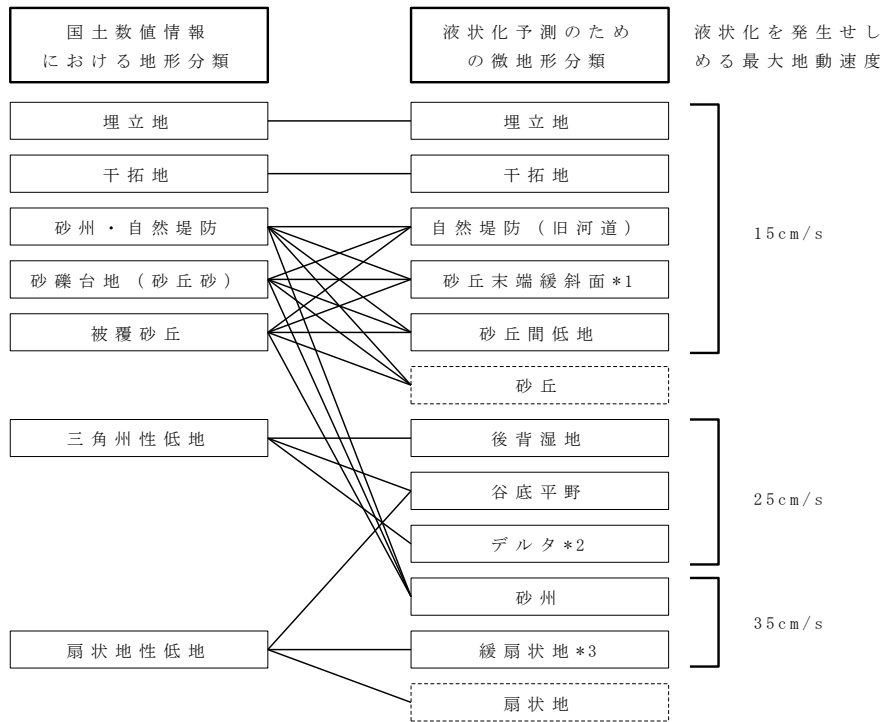 国土数値情報
における地形分類
液状化予測のため
の微地形分類
液状化を発生せし
める最大地動速度
埋立地
埋立地
干拓地
干拓地
砂州・自然堤防
自然堤防（旧河道）
15cm/s
砂礫台地（砂丘砂）
砂丘末端緩斜面*1
被覆砂丘
砂丘間低地
砂丘
三角州性低地
後背湿地
谷底平野
25cm/s
デルタ*2
砂州
35cm/s
扇状地性低地
緩扇状地*3
扇状地